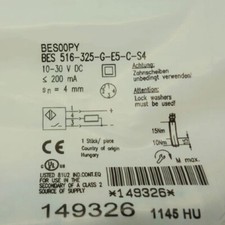 BES00PY
BES 516-325-G-E5-C-S4
10-30 V DC
≤ 200 mA
sn = 4 mm
Achtung:
Zahnscheiben
unbedingt verwenden!
Lock washers
must be used!
15Nm
10Nm
M max.
1 Stück/ piece
Country of origin
Hungary
LISTED 81U2 IND.CONT.EQ
FOR USE IN THE SECONDARY
OF A CLASS 2
SOURCE OF SUPPLY
*149326*
149326 1145 HU